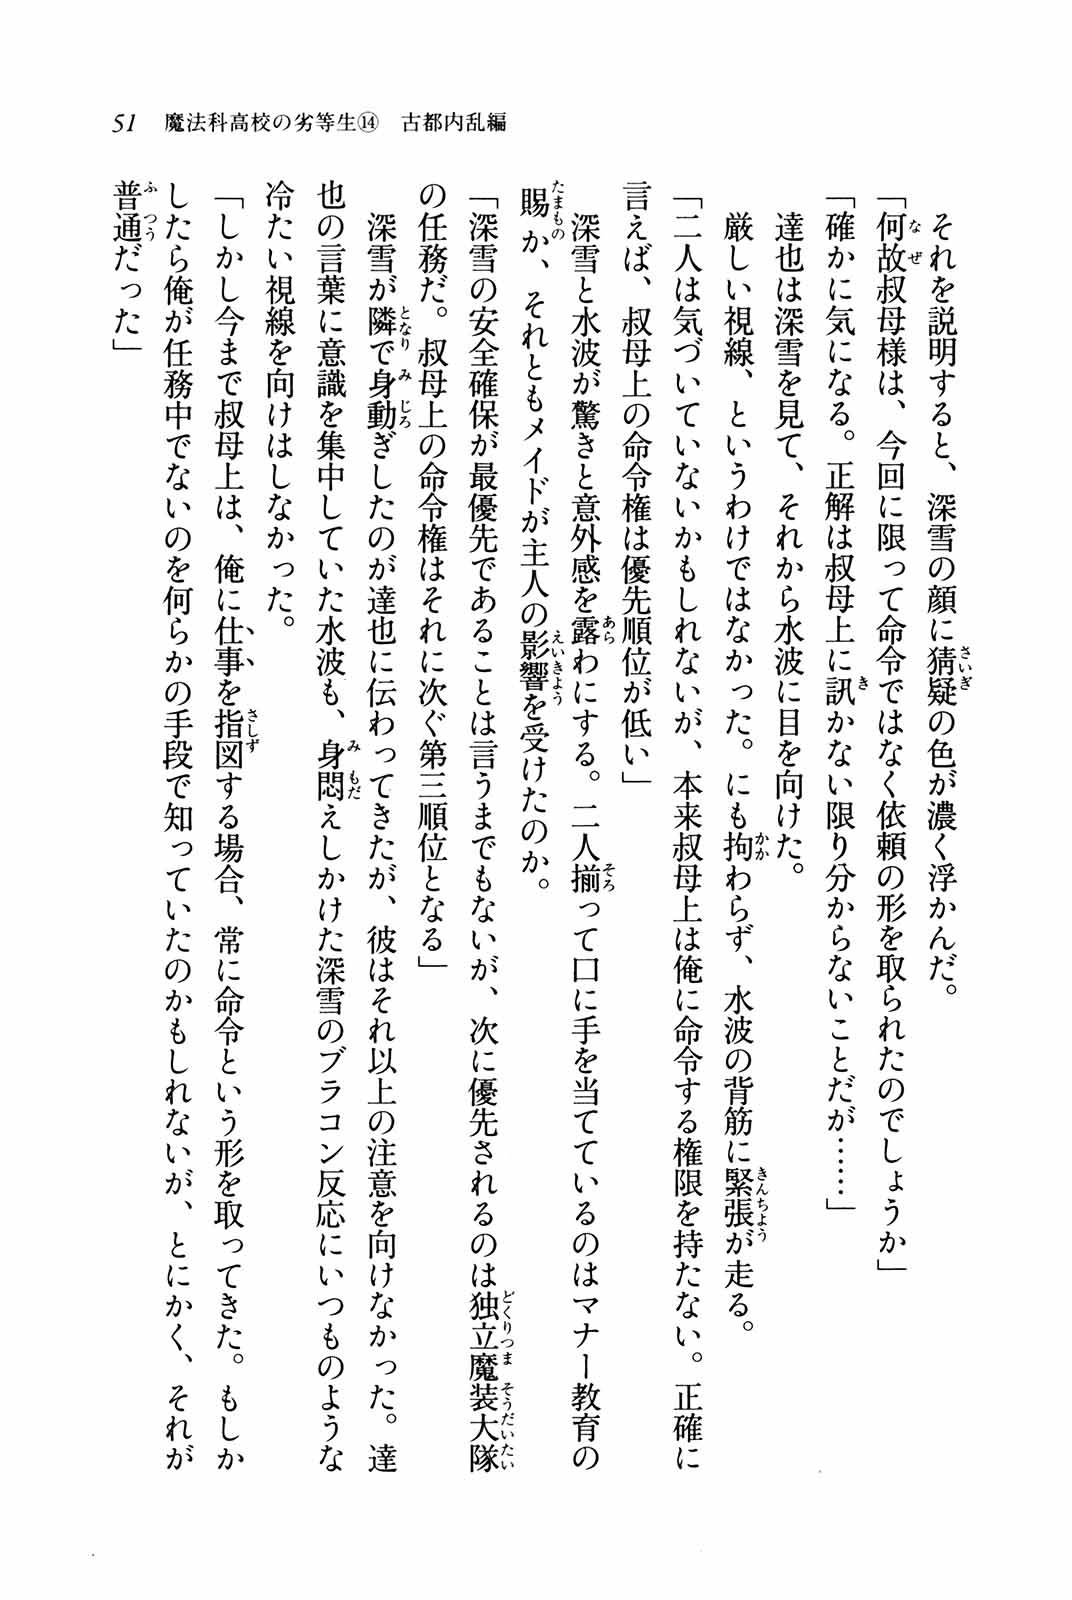 51　魔法科高校の劣等生⑭　古都内乱編
　それを説明すると、深雪の顔に猜疑の色が濃く浮かんだ。
「何故叔母様は、今回に限って命令ではなく依頼の形を取られたのでしょうか」
「確かに気になる。正解は叔母上に訊かない限り分からないことだが……」
　達也は深雪を見て、それから水波に目を向けた。
　厳しい視線、というわけではなかった。にも拘わらず、水波の背筋に緊張が走る。
「二人は気づいていないかもしれないが、本来叔母上は俺に命令する権限を持たない。正確に
言えば、叔母上の命令権は優先順位が低い」
　深雪と水波が驚きと意外感を露わにする。二人揃って口に手を当てているのはマナー教育の
賜か、それともメイドが主人の影響を受けたのか。
「深雪の安全確保が最優先であることは言うまでもないが、次に優先されるのは独立魔装大隊
の任務だ。叔母上の命令権はそれに次ぐ第三順位となる」
　深雪が隣で身動ぎしたのが達也に伝わってきたが、彼はそれ以上の注意を向けなかった。達
也の言葉に意識を集中していた水波も、身悶えしかけた深雪のブラコン反応にいつものような
冷たい視線を向けはしなかった。
「しかし今まで叔母上は、俺に仕事を指図する場合、常に命令という形を取ってきた。もしか
したら俺が任務中でないのを何らかの手段で知っていたのかもしれないが、とにかく、それが
普通だった」